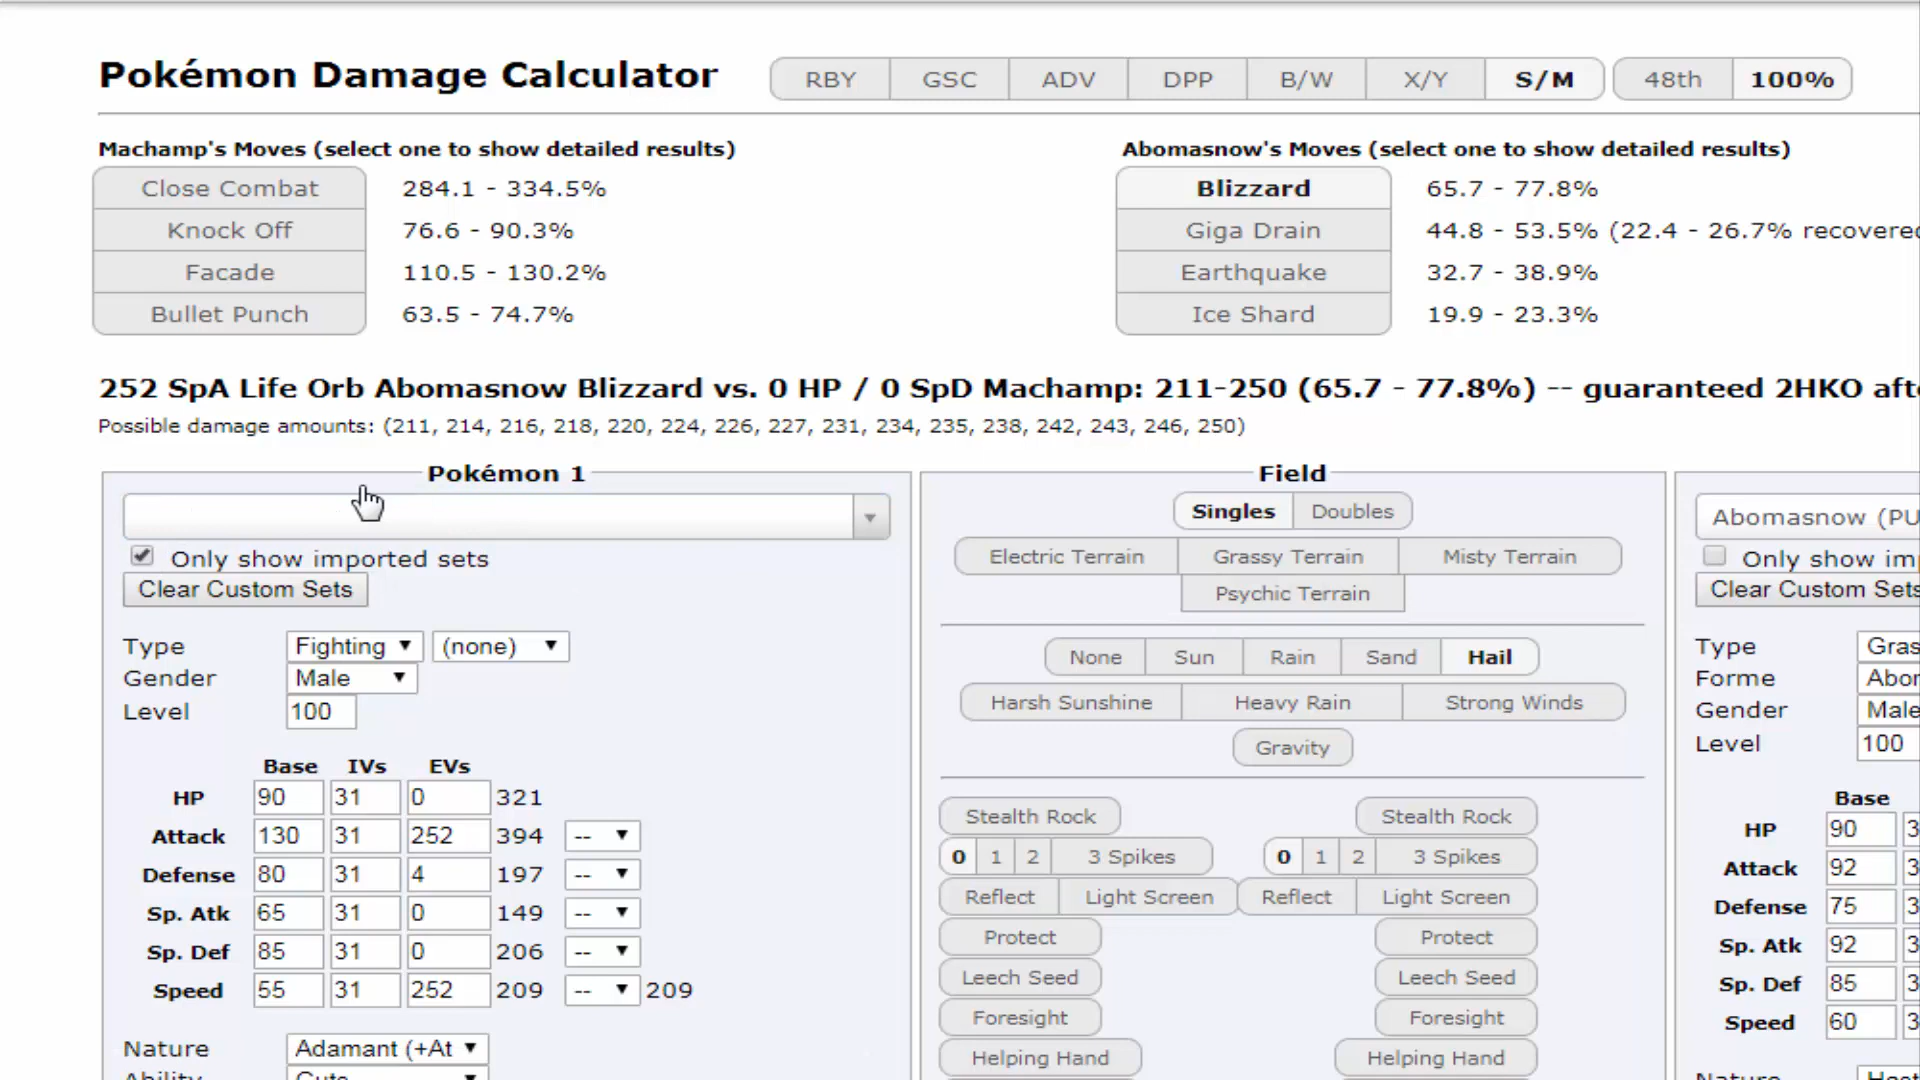 Pokémon Damage Calculator RBY GSC ADV DPP B/W X/Y S/M 48th 100%
Machamp's Moves (select one to show detailed results)
Close Combat 284.1 - 334.5%
Knock Off 76.6 - 90.3%
Facade 110.5 - 130.2%
Bullet Punch 63.5 - 74.7%
Abomasnow's Moves (select one to show detailed results)
Blizzard 65.7 - 77.8%
Giga Drain 44.8 - 53.5% (22.4 - 26.7% recovered
Earthquake 32.7 - 38.9%
Ice Shard 19.9 - 23.3%
252 SpA Life Orb Abomasnow Blizzard vs. 0 HP / 0 SpD Machamp: 211-250 (65.7 - 77.8%) -- guaranteed 2HKO
Possible damage amounts: (211, 214, 216, 218, 220, 224, 226, 227, 231, 234, 235, 238, 242, 243, 246, 250)
Pokémon 1
Only show imported sets
Clear Custom Sets
Type Fighting (none)
Gender Male
Level 100
Base IVs EVs
HP 90 31 0 321
Attack 130 31 252 394 --
Defense 80 31 4 197 --
Sp. Atk 65 31 0 149 --
Sp. Def 85 31 0 206 --
Speed 55 31 252 209 -- 209
Nature Adamant (+At
Ability Guts
Field
Singles Doubles
Electric Terrain Grassy Terrain Misty Terrain
Psychic Terrain
None Sun Rain Sand Hail
Harsh Sunshine Heavy Rain Strong Winds
Gravity
Stealth Rock Stealth Rock
0 1 2 3 Spikes 0 1 2 3 Spikes
Reflect Light Screen Reflect Light Screen
Protect Protect
Leech Seed Leech Seed
Foresight Foresight
Helping Hand Helping Hand
Abomasnow (PU
Only show im
Clear Custom Sets
Type Gras
Forme Abor
Gender Male
Level 100
Base
HP 90 3
Attack 92 3
Defense 75 3
Sp. Atk 92 3
Sp. Def 85 3
Speed 60 3
Nature